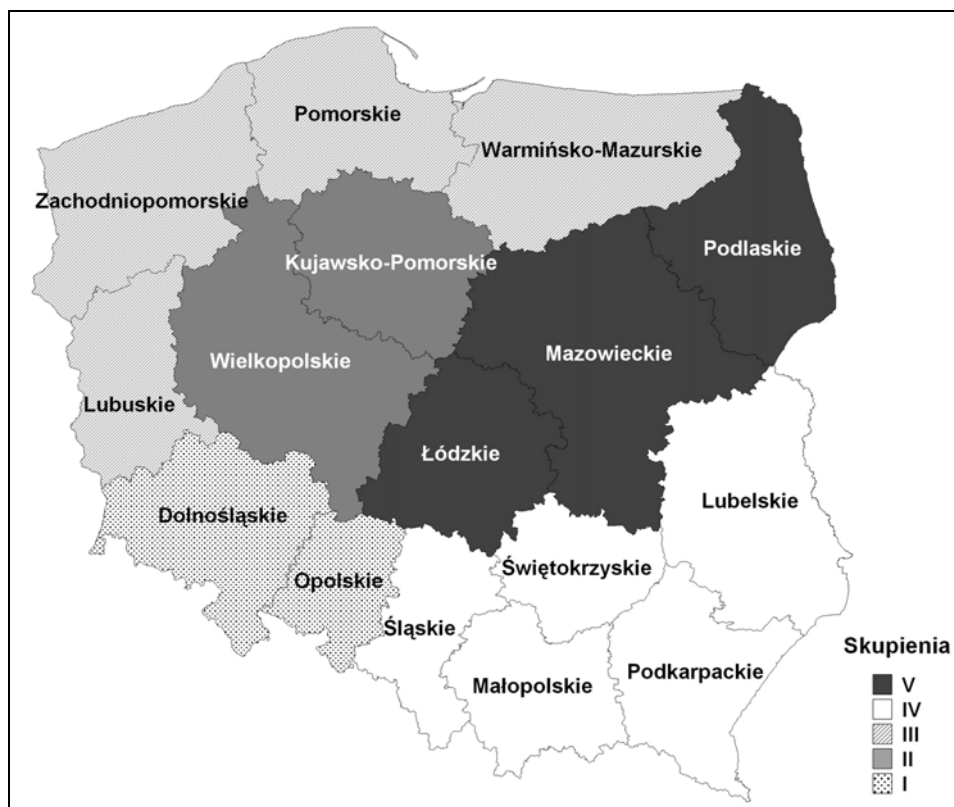 Pomorskie
Warmińsko-Mazurskie
Zachodniopomorskie
Podlaskie
Kujawsko-Pomorskie
Mazowieckie
Wielkopolskie
Lubuskie
Łódzkie
Lubelskie
Dolnośląskie
Świętokrzyskie
Opolskie
Śląskie
Podkarpackie
Małopolskie
Skupienia
V
IV
III
II
I